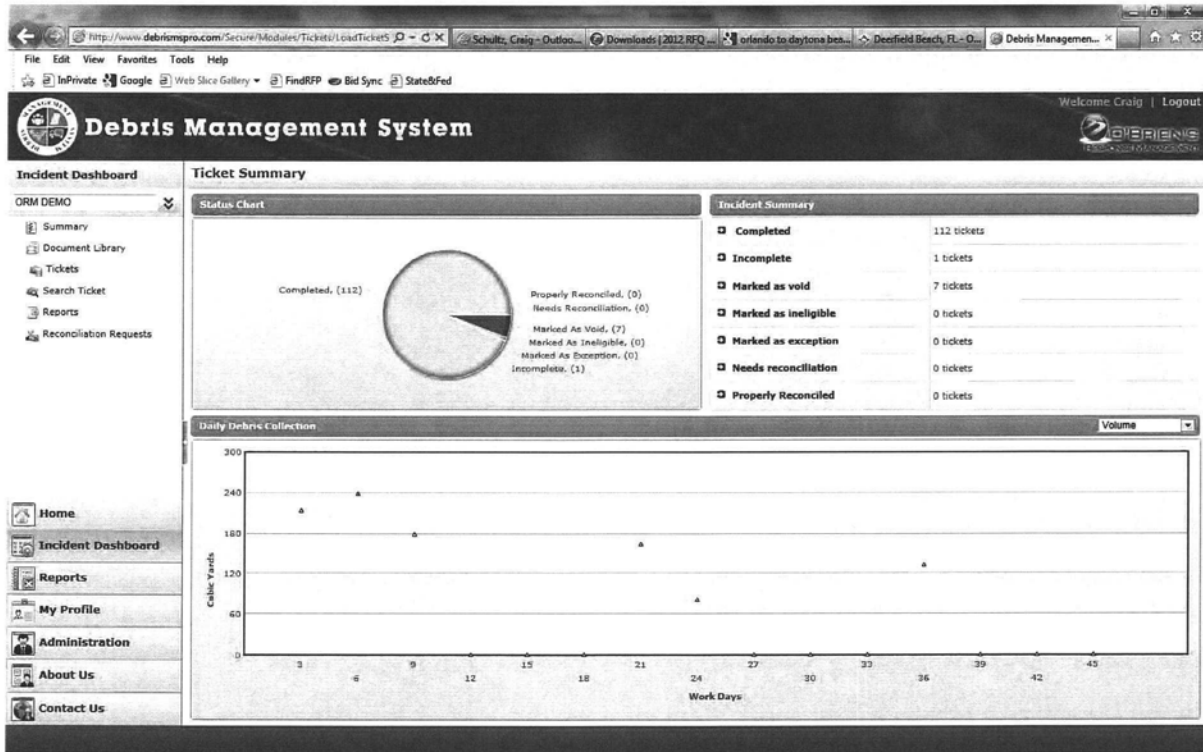 http://www.debrismspro.com/Secure/Modules/Tickets/LoadTicketS
Schultz, Craig - Outloo...
Downloads | 2012 RFQ ...
orlando to daytona bea...
Deerfield Beach, FL - O...
Debris Managemen...
File Edit View Favorites Tools Help
InPrivate Google Web Slice Gallery FindRFP Bid Sync State&Fed
Welcome Craig | Logout
Debris Management System
O'BRIEN'S
RESPONSE MANAGEMENT
Incident Dashboard
ORM DEMO
Summary
Document Library
Tickets
Search Ticket
Reports
Reconciliation Requests
Home
Incident Dashboard
Reports
My Profile
Administration
About Us
Contact Us
Ticket Summary
Status Chart
Completed, (112)
Properly Reconciled, (0)
Needs Reconciliation, (0)
Marked As Void, (7)
Marked As Ineligible, (0)
Marked As Exception, (0)
Incomplete, (1)
Incident Summary
Completed 112 tickets
Incomplete 1 tickets
Marked as void 7 tickets
Marked as ineligible 0 tickets
Marked as exception 0 tickets
Needs reconciliation 0 tickets
Properly Reconciled 0 tickets
Daily Debris Collection
Volume
300
240
180
120
60
0
Cubic Yards
3 9 15 21 27 33 39 45
6 12 18 24 30 36 42
Work Days